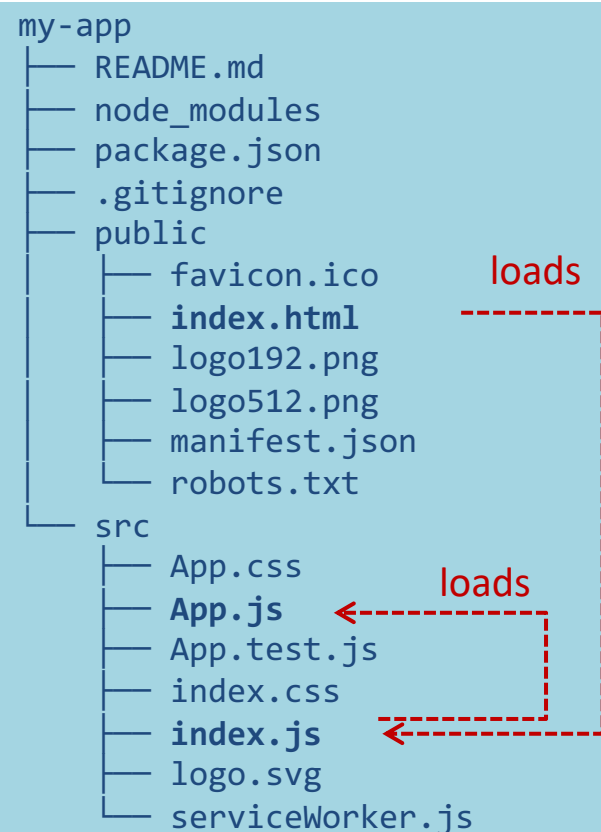 my-app
├── README.md
├── node_modules
├── package.json
├── .gitignore
├── public
│   ├── favicon.ico loads
│   ├── index.html
│   ├── logo192.png
│   ├── logo512.png
│   ├── manifest.json
│   └── robots.txt
└── src
    ├── App.css loads
    ├── App.js
    ├── App.test.js
    ├── index.css
    ├── index.js
    ├── logo.svg
    └── serviceWorker.js